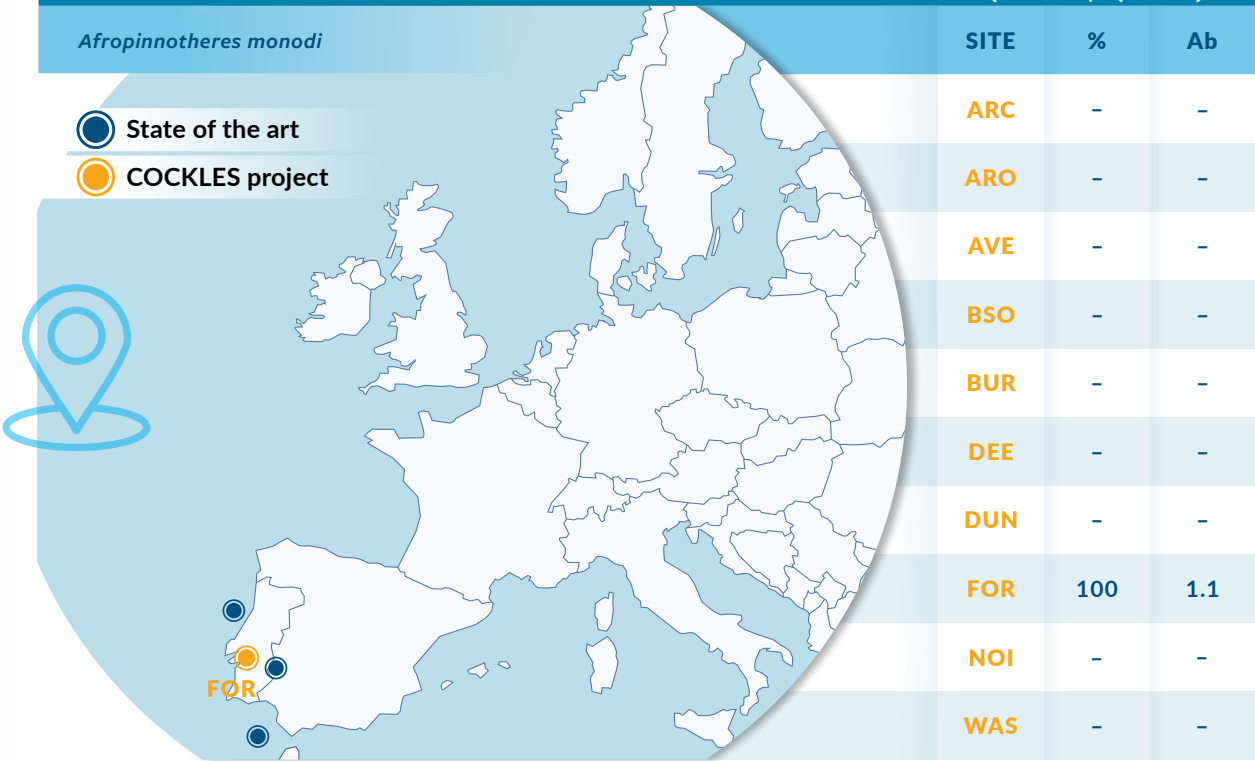 Afropinnotheres monodi
SITE % Ab
State of the art
COCKLES project
FOR
ARC – –
ARO – –
AVE – –
BSO – –
BUR – –
DEE – –
DUN – –
FOR 100 1.1
NOI – –
WAS – –